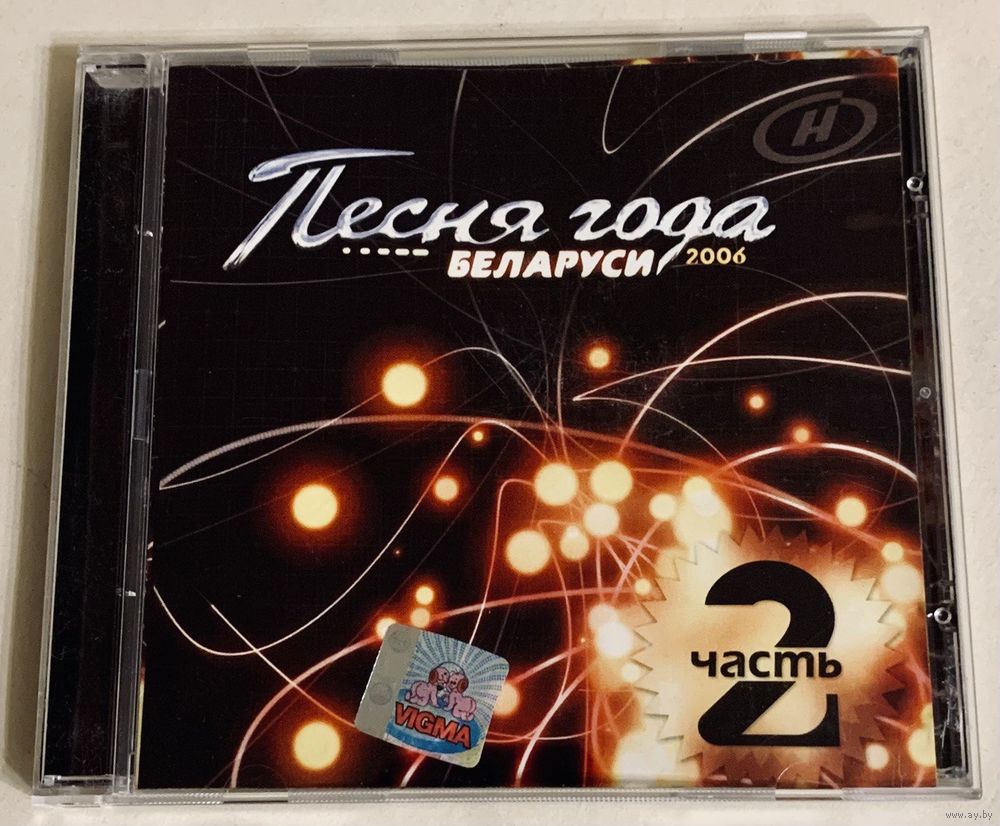 Н
Песня года
БЕЛАРУСИ 2006
2
часть
VIGMA
www.ay.by